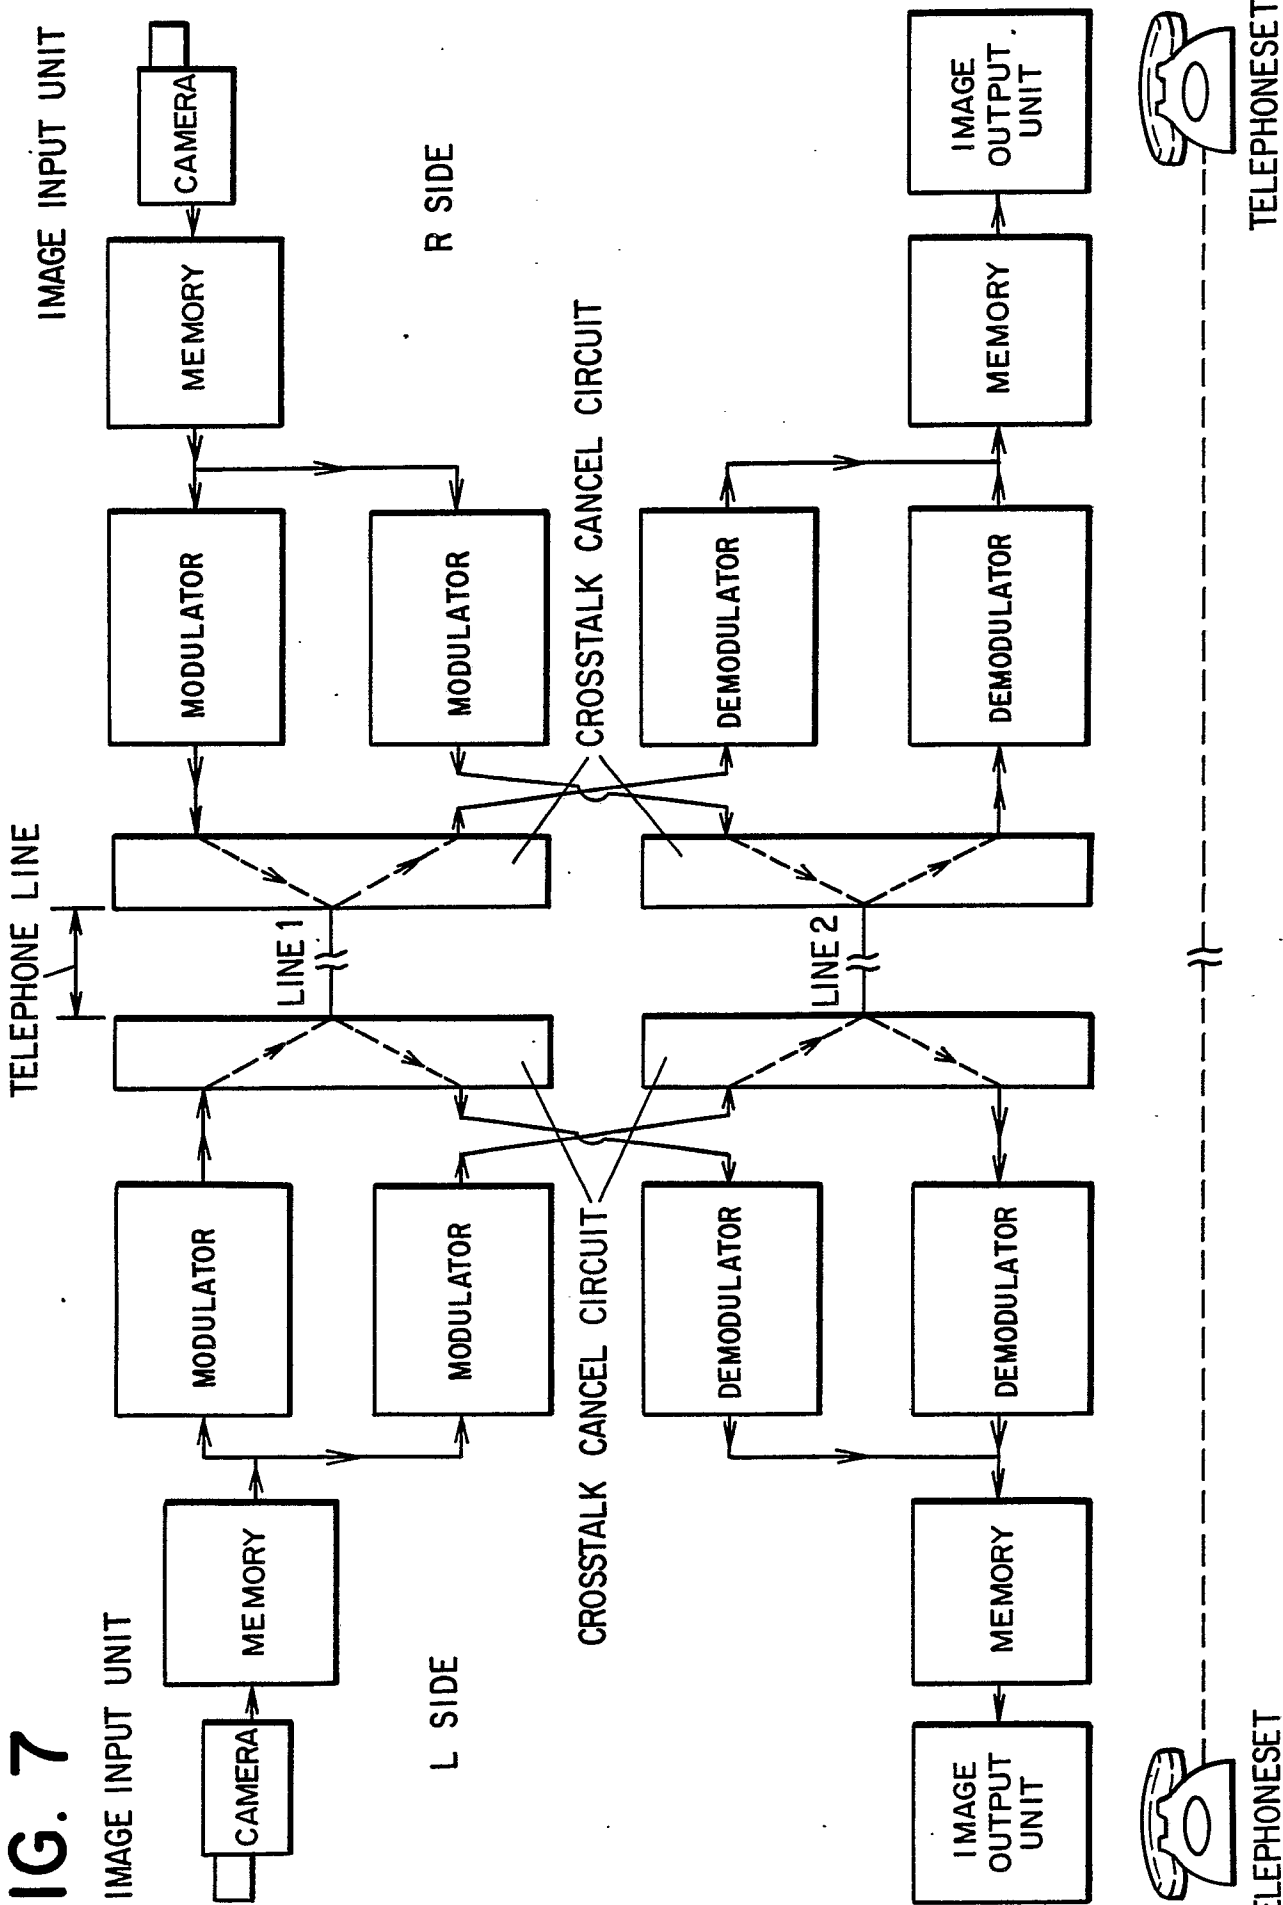 IG. 7
IMAGE INPUT UNIT
CAMERA
MEMORY
MODULATOR
MODULATOR
L SIDE
CROSSTALK CANCEL CIRCUIT
DEMODULATOR
DEMODULATOR
MEMORY
IMAGE
OUTPUT
UNIT
ELEPHONESET
TELEPHONE LINE
LINE 1
LINE 2
IMAGE INPUT UNIT
CAMERA
MEMORY
MODULATOR
MODULATOR
R SIDE
CROSSTALK CANCEL CIRCUIT
DEMODULATOR
DEMODULATOR
MEMORY
IMAGE
OUTPUT
UNIT
TELEPHONESET